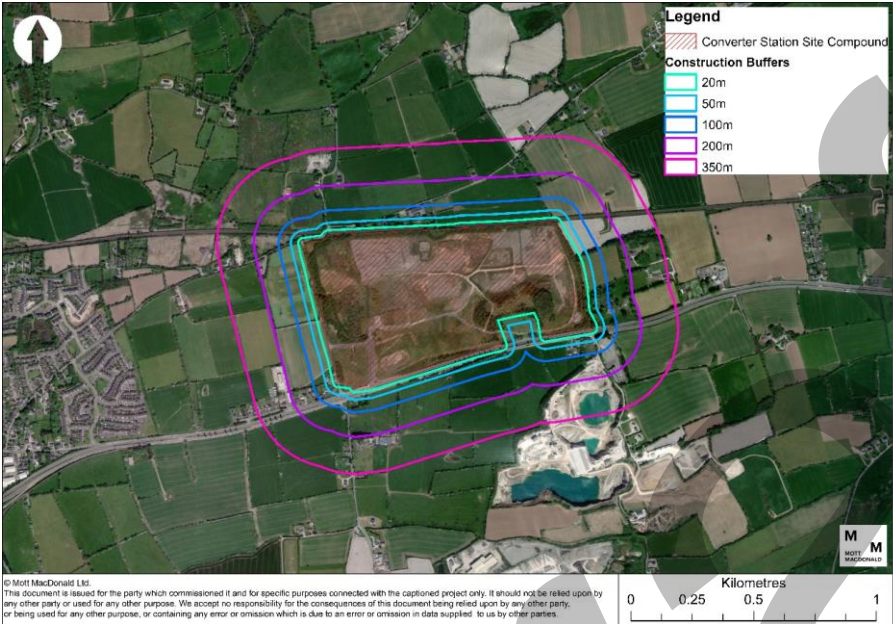 Legend
Converter Station Site Compound
Construction Buffers
20m
50m
100m
200m
350m
M
M
MOTT
MACDONALD
© Mott MacDonald Ltd.
This document is issued for the party which commissioned it and for specific purposes connected with the captioned project only. It should not be relied upon by
any other party or used for any other purpose. We accept no responsibility for the consequences of this document being relied upon by any other party,
or being used for any other purpose, or containing any error or omission which is due to an error or omission in data supplied to us by other parties.
Kilometres
0 0.25 0.5 1